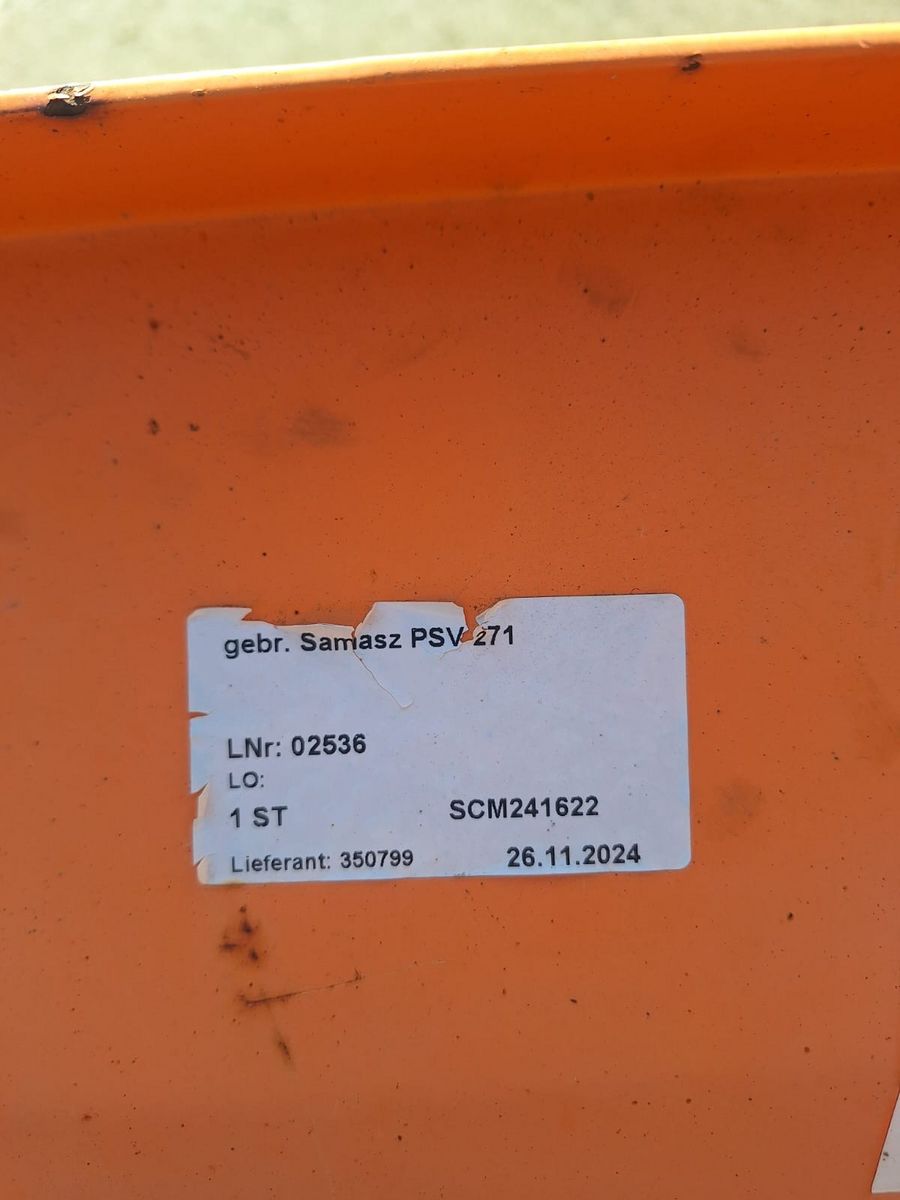 gebr. Samasz PSV 271
LNr: 02536
LO:
1 ST SCM241622
Lieferant: 350799 26.11.2024